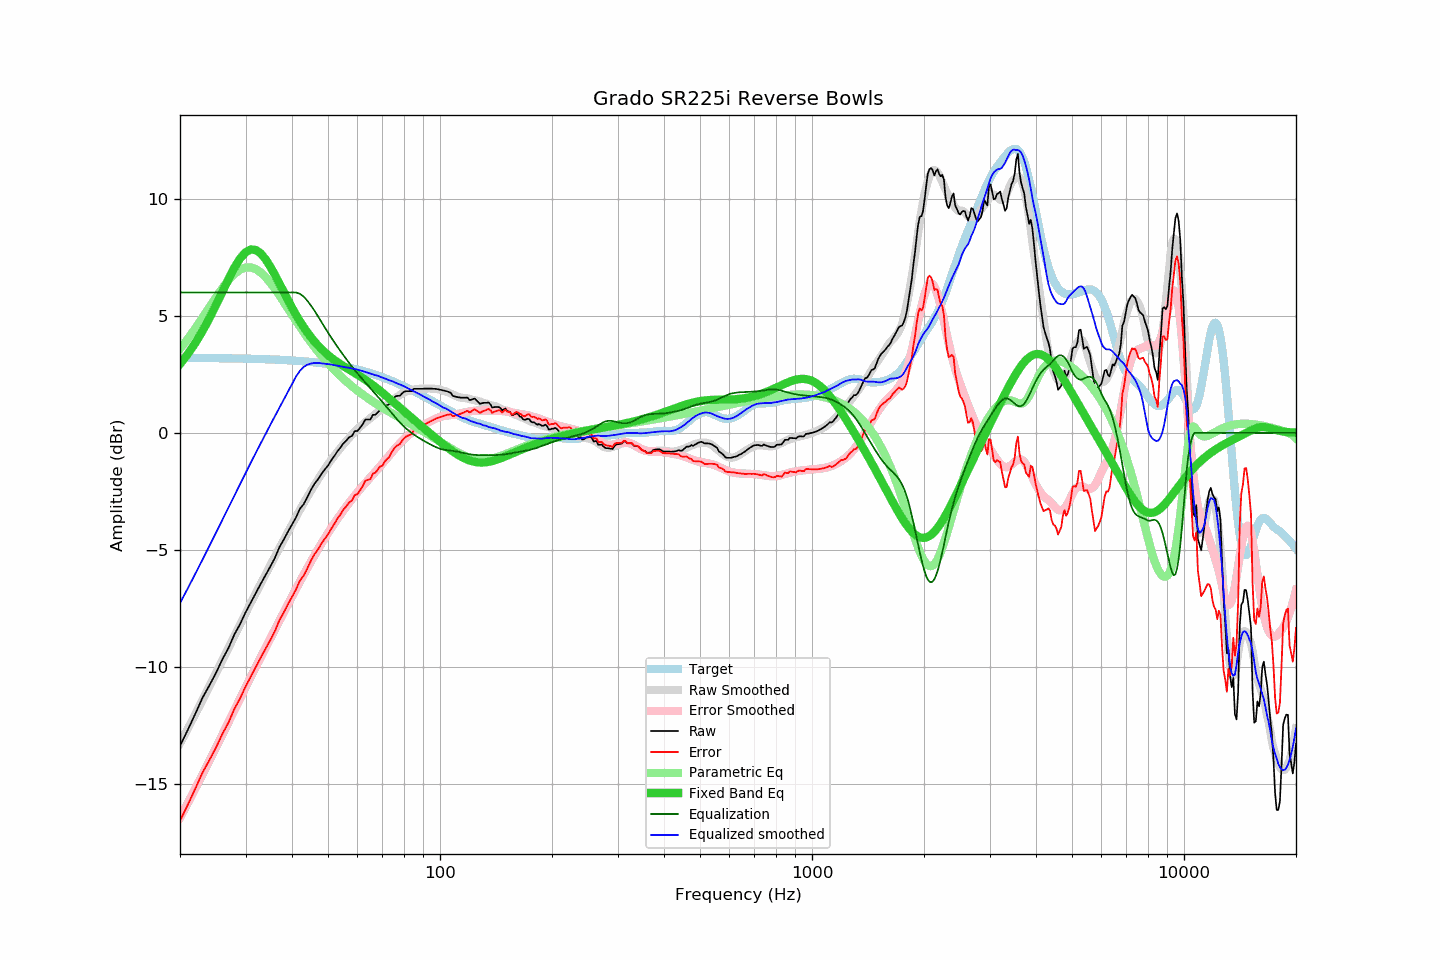 Grado SR225i Reverse Bowls
Amplitude (dBr)
10
5
0
−5
−10
−15
Target
Raw Smoothed
Error Smoothed
Raw
Error
Parametric Eq
Fixed Band Eq
Equalization
Equalized smoothed
100
1000
10000
Frequency (Hz)